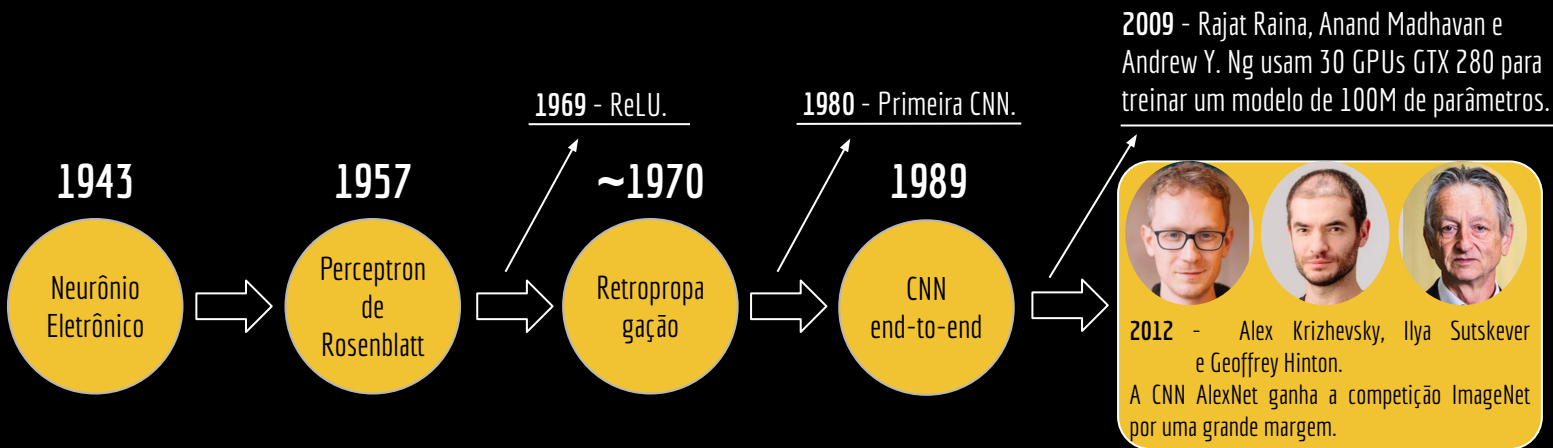 1943
Neurônio
Eletrônico
1957
Perceptron
de
Rosenblatt
1969 - ReLU.
~1970
Retropropa
gação
1980 - Primeira CNN.
1989
CNN
end-to-end
2009 - Rajat Raina, Anand Madhavan e
Andrew Y. Ng usam 30 GPUs GTX 280 para
treinar um modelo de 100M de parâmetros.
2012 - Alex Krizhevsky, Ilya Sutskever
e Geoffrey Hinton.
A CNN AlexNet ganha a competição ImageNet
por uma grande margem.